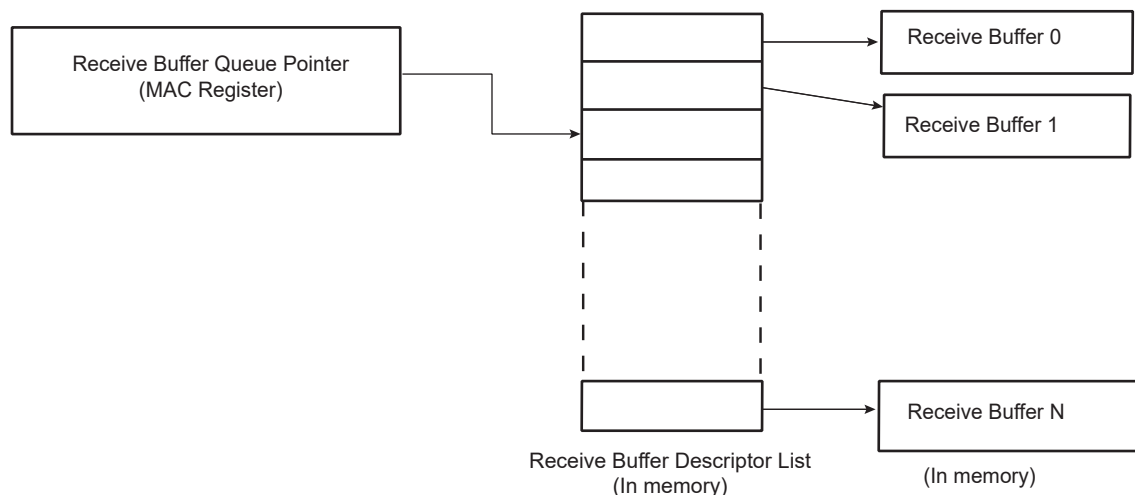 Receive Buffer Queue Pointer
(MAC Register)
Receive Buffer 0
Receive Buffer 1
Receive Buffer N
Receive Buffer Descriptor List
(In memory)
(In memory)